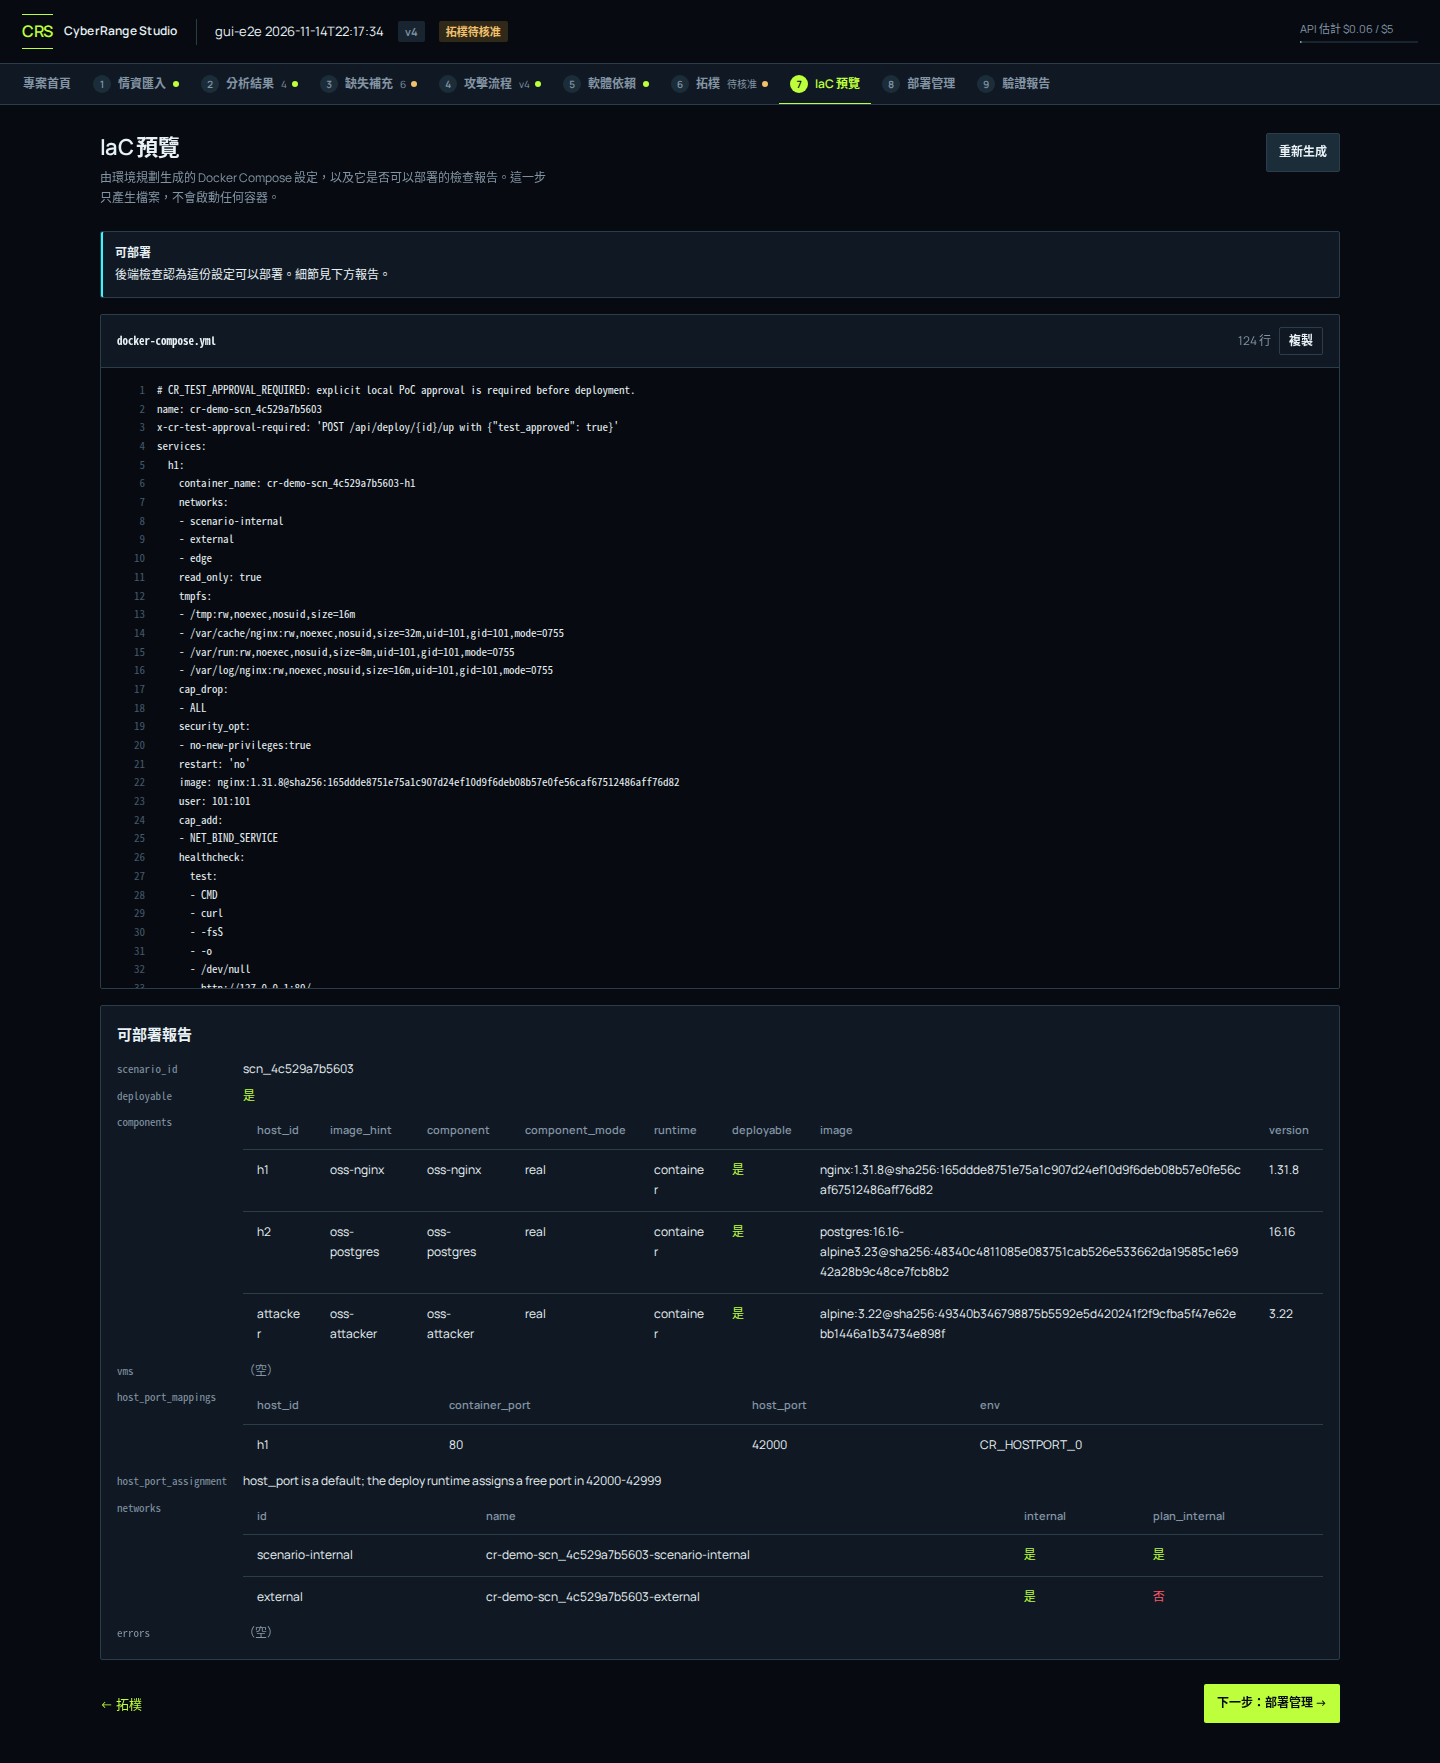 CRS CyberRange Studio gui-e2e 2026-11-14T22:17:34 v4 拓樸待核准 API 估計 $0.06 / $5
專案首頁 1 情資匯入 2 分析結果 4 3 缺失補充 6 4 攻擊流程 v4 5 軟體依賴 6 拓樸 待核准 7 IaC 預覽 8 部署管理 9 驗證報告
IaC 預覽
重新生成
由環境規劃生成的 Docker Compose 設定，以及它是否可以部署的檢查報告。這一步
只產生檔案，不會啟動任何容器。
可部署
後端檢查認為這份設定可以部署。細節見下方報告。
docker-compose.yml 124 行 複製
1 # CR_TEST_APPROVAL_REQUIRED: explicit local PoC approval is required before deployment.
2 name: cr-demo-scn_4c529a7b5603
3 x-cr-test-approval-required: 'POST /api/deploy/{id}/up with {"test_approved": true}'
4 services:
5 h1:
6 container_name: cr-demo-scn_4c529a7b5603-h1
7 networks:
8 - scenario-internal
9 - external
10 - edge
11 read_only: true
12 tmpfs:
13 - /tmp:rw,noexec,nosuid,size=16m
14 - /var/cache/nginx:rw,noexec,nosuid,size=32m,uid=101,gid=101,mode=0755
15 - /var/run:rw,noexec,nosuid,size=8m,uid=101,gid=101,mode=0755
16 - /var/log/nginx:rw,noexec,nosuid,size=16m,uid=101,gid=101,mode=0755
17 cap_drop:
18 - ALL
19 security_opt:
20 - no-new-privileges:true
21 restart: 'no'
22 image: nginx:1.31.8@sha256:165ddde8751e75a1c907d24ef10d9f6deb08b57e0fe56caf67512486aff76d82
23 user: 101:101
24 cap_add:
25 - NET_BIND_SERVICE
26 healthcheck:
27 test:
28 - CMD
29 - curl
30 - -fsS
31 - -o
32 - /dev/null
33 - http://127.0.0.1:80/
可部署報告
scenario_id scn_4c529a7b5603
deployable 是
components
host_id image_hint component component_mode runtime deployable image version
h1 oss-nginx oss-nginx real containe 是 nginx:1.31.8@sha256:165ddde8751e75a1c907d24ef10d9f6deb08b57e0fe56c 1.31.8
r af67512486aff76d82
h2 oss- oss- real containe 是 postgres:16.16- 16.16
postgres postgres r alpine3.23@sha256:48340c4811085e083751cab526e533662da19585c1e69
42a28b9c48ce7fcb8b2
attacke oss- oss- real containe 是 alpine:3.22@sha256:49340b346798875b5592e5d420241f2f9cfba5f47e62e 3.22
r attacker attacker r bb1446a1b34734e898f
vms （空）
host_port_mappings
host_id container_port host_port env
h1 80 42000 CR_HOSTPORT_0
host_port_assignment host_port is a default; the deploy runtime assigns a free port in 42000-42999
networks
id name internal plan_internal
scenario-internal cr-demo-scn_4c529a7b5603-scenario-internal 是 是
external cr-demo-scn_4c529a7b5603-external 是 否
errors （空）
← 拓樸 下一步：部署管理 →